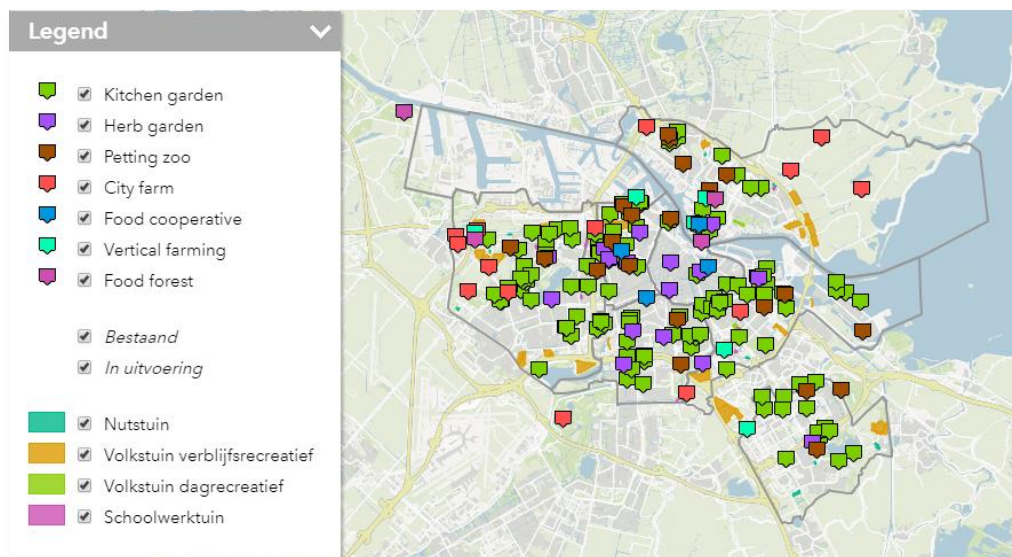 Legend
Kitchen garden
Herb garden
Petting zoo
City farm
Food cooperative
Vertical farming
Food forest
Bestaand
In uitvoering
Nutstuin
Volkstuin verblijfsrecreatief
Volkstuin dagrecreatief
Schoolwerktuin